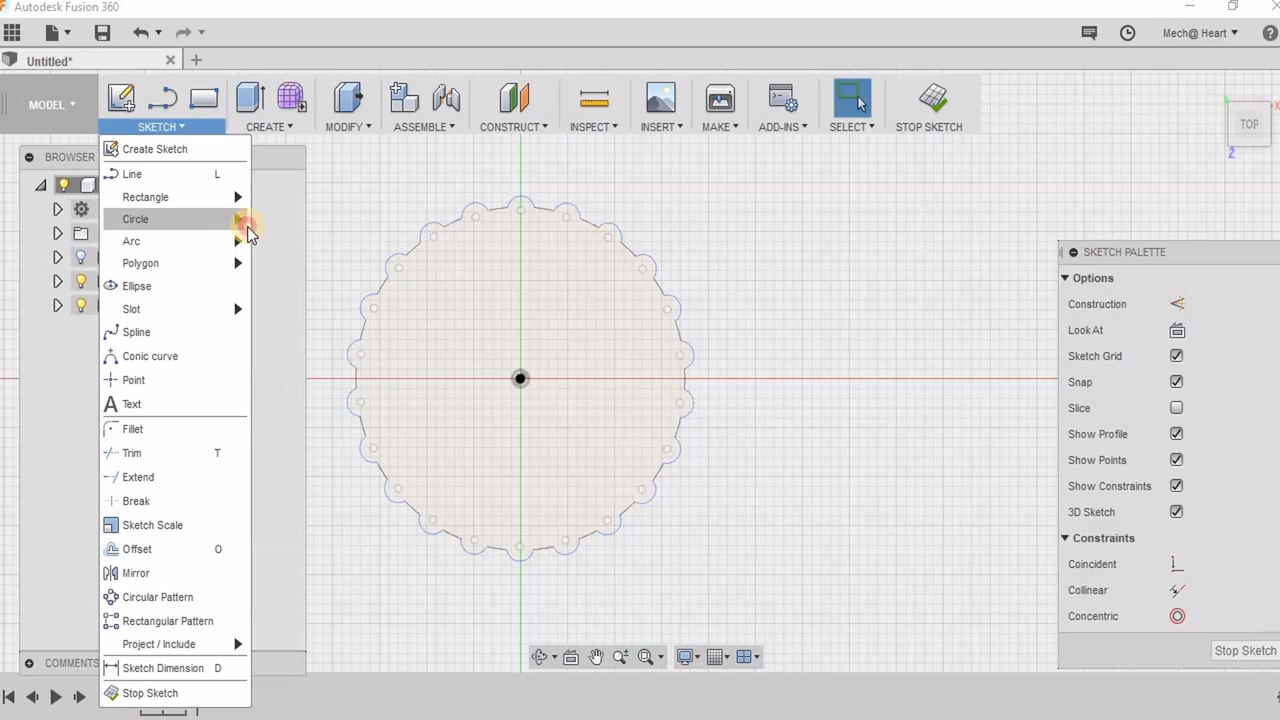 Autodesk Fusion 360
Mech@ Heart
Untitled*
MODEL
SKETCH
CREATE
MODIFY
ASSEMBLE
CONSTRUCT
INSPECT
INSERT
MAKE
ADD-INS
SELECT
STOP SKETCH
TOP
X
Z
BROWSER
Create Sketch
Line L
Rectangle
Circle
Arc
Polygon
Ellipse
Slot
Spline
Conic curve
Point
Text
Fillet
Trim T
Extend
Break
Sketch Scale
Offset O
Mirror
Circular Pattern
Rectangular Pattern
Project / Include
Sketch Dimension D
Stop Sketch
COMMENTS
SKETCH PALETTE
Options
Construction
Look At
Sketch Grid
Snap
Slice
Show Profile
Show Points
Show Constraints
3D Sketch
Constraints
Coincident
Collinear
Concentric
Stop Sketch